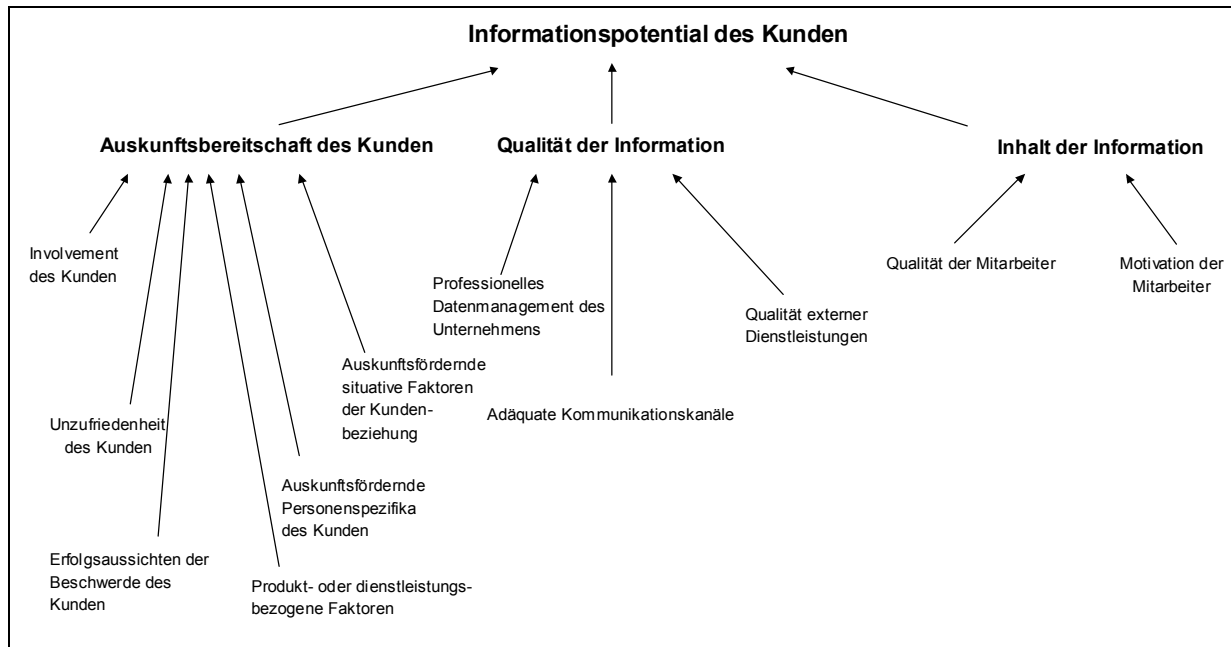 Informationspotential des Kunden
Auskunftsbereitschaft des Kunden
Qualität der Information
Inhalt der Information
Involvement
des Kunden
Unzufriedenheit
des Kunden
Erfolgsaussichten der
Beschwerde des
Kunden
Produkt- oder dienstleistungs-
bezogene Faktoren
Auskunftsfördernde
Personenspezifika
des Kunden
Auskunftsfördernde
situative Faktoren
der Kunden-
beziehung
Professionelles
Datenmanagement des
Unternehmens
Adäquate Kommunikationskanäle
Qualität externer
Dienstleistungen
Qualität der Mitarbeiter
Motivation der
Mitarbeiter